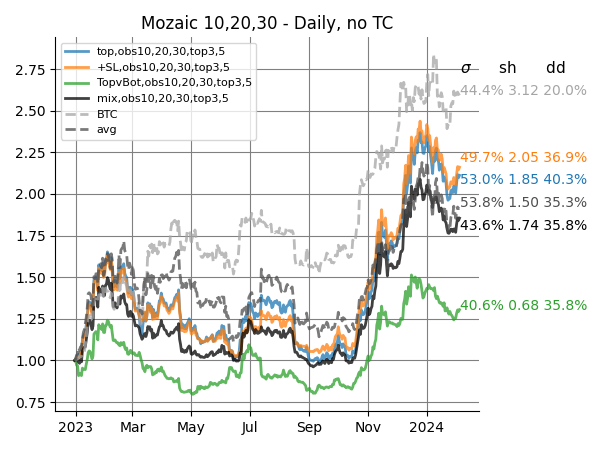 Mozaic 10,20,30 - Daily, no TC
top,obs10,20,30,top3,5
+SL,obs10,20,30,top3,5
TopvBot,obs10,20,30,top3,5
mix,obs10,20,30,top3,5
BTC
avg
σ sh dd
44.4% 3.12 20.0%
49.7% 2.05 36.9%
53.0% 1.85 40.3%
53.8% 1.50 35.3%
43.6% 1.74 35.8%
40.6% 0.68 35.8%
2.75
2.50
2.25
2.00
1.75
1.50
1.25
1.00
0.75
2023 Mar May Jul Sep Nov 2024